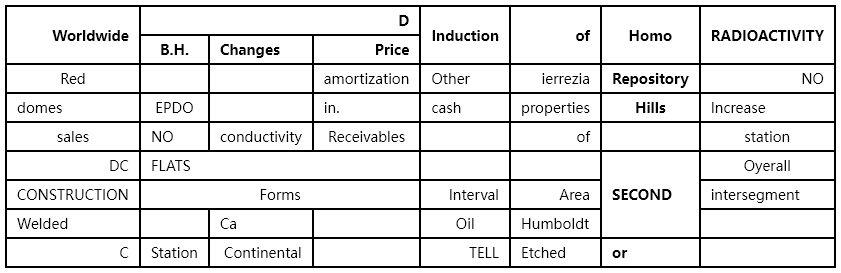 Worldwide D Induction of Homo RADIOACTIVITY
B.H. Changes Price
Red amortization Other ierrezia Repository NO
domes EPDO in. cash properties Hills Increase
sales NO conductivity Receivables of station
DC FLATS Oyerall
CONSTRUCTION Forms Interval Area SECOND intersegment
Welded Ca Oil Humboldt
C Station Continental TELL Etched or